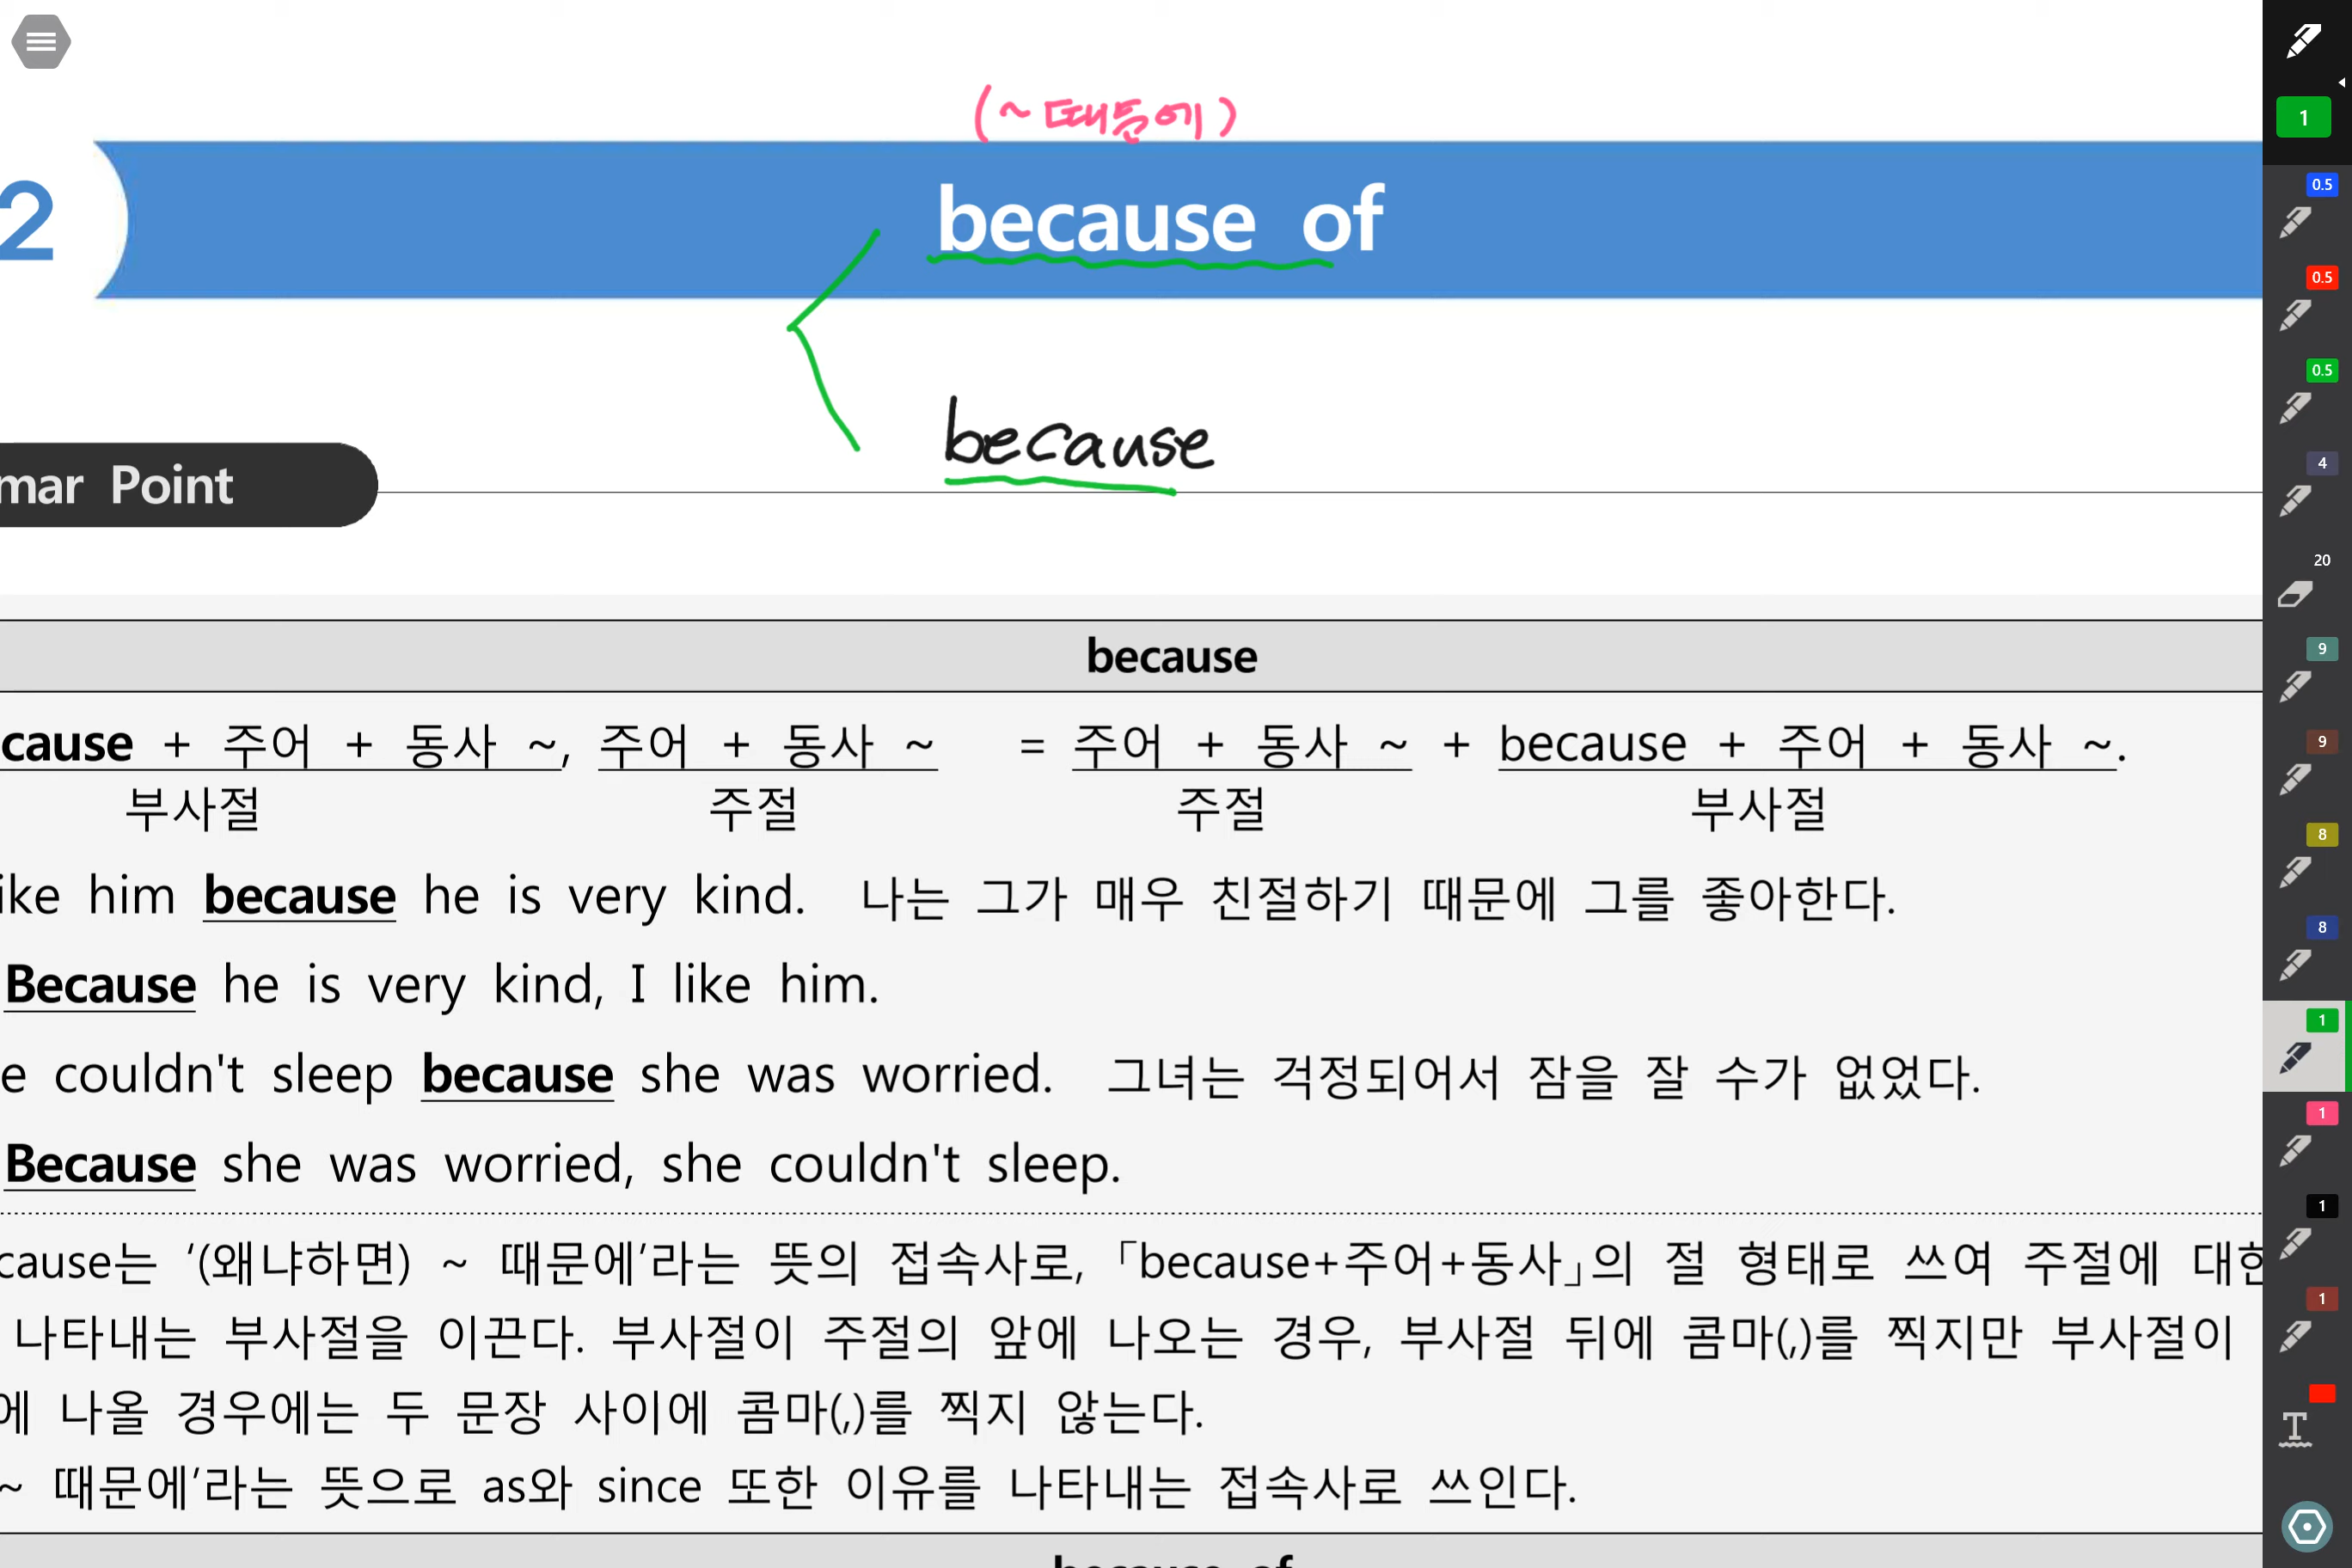 (~때문에)
2 because of
because
mar Point
because
cause + 주어 + 동사 ~, 주어 + 동사 ~ = 주어 + 동사 ~ + because + 주어 + 동사 ~.
부사절 주절 주절 부사절
ike him because he is very kind. 나는 그가 매우 친절하기 때문에 그를 좋아한다.
Because he is very kind, I like him.
e couldn't sleep because she was worried. 그녀는 걱정되어서 잠을 잘 수가 없었다.
Because she was worried, she couldn't sleep.
cause는 ‘(왜냐하면) ~ 때문에’라는 뜻의 접속사로, 「because+주어+동사」의 절 형태로 쓰여 주절에 대한
나타내는 부사절을 이끈다. 부사절이 주절의 앞에 나오는 경우, 부사절 뒤에 콤마(,)를 찍지만 부사절이
에 나올 경우에는 두 문장 사이에 콤마(,)를 찍지 않는다.
~ 때문에’라는 뜻으로 as와 since 또한 이유를 나타내는 접속사로 쓰인다.
because of
1
0.5
0.5
0.5
4
20
9
9
8
8
1
1
1
1
T